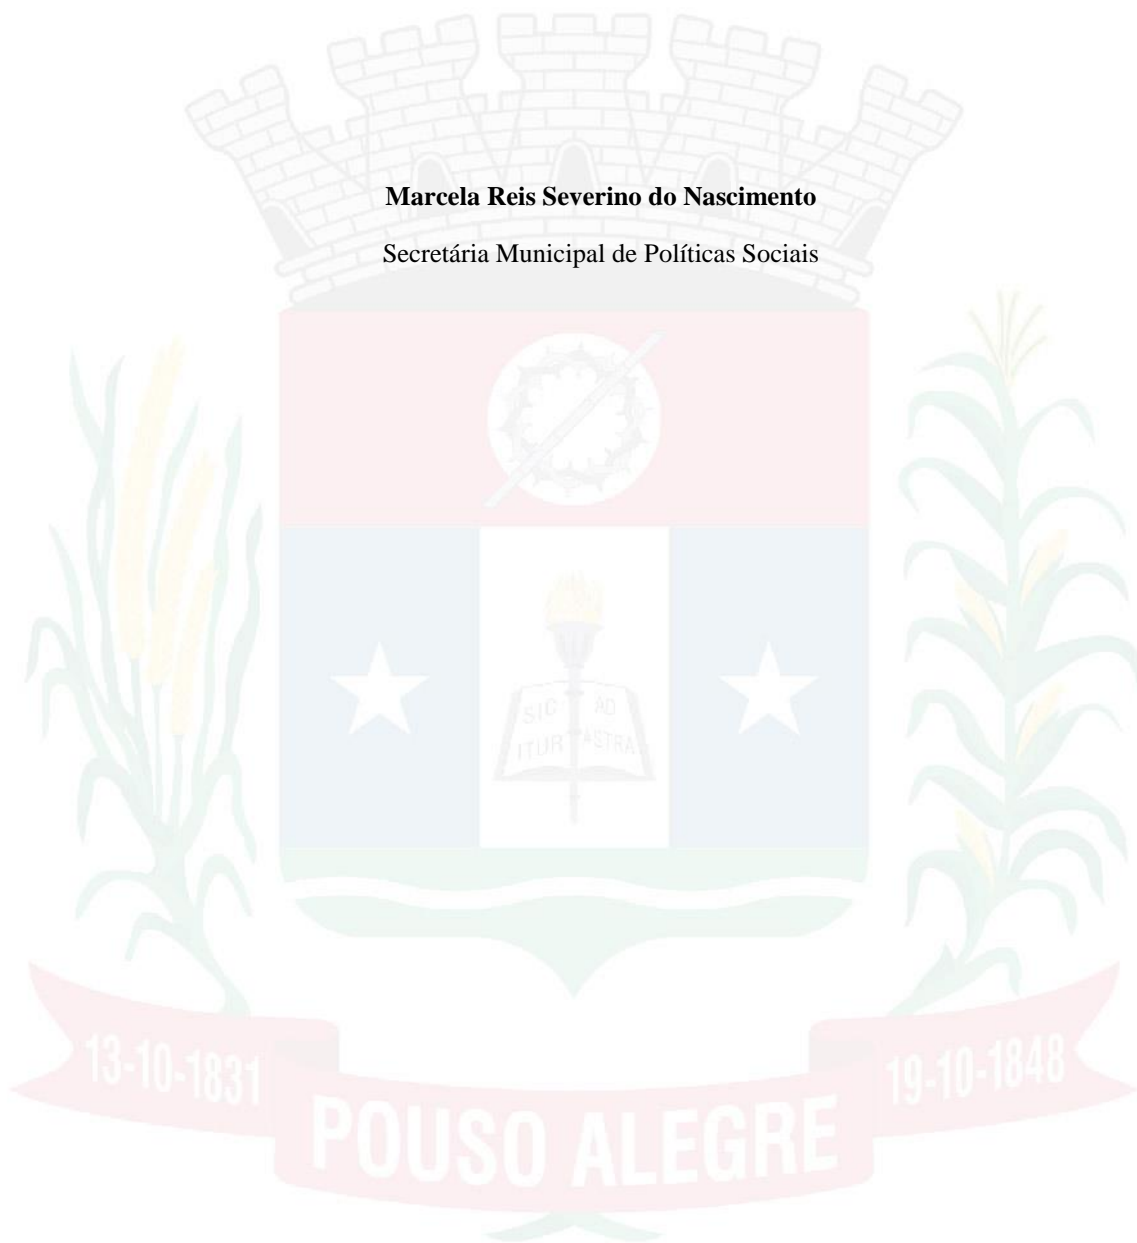 Marcela Reis Severino do Nascimento
Secretária Municipal de Políticas Sociais
SIC AD
ITUR ASTRA
13-10-1831
19-10-1848
POUSO ALEGRE